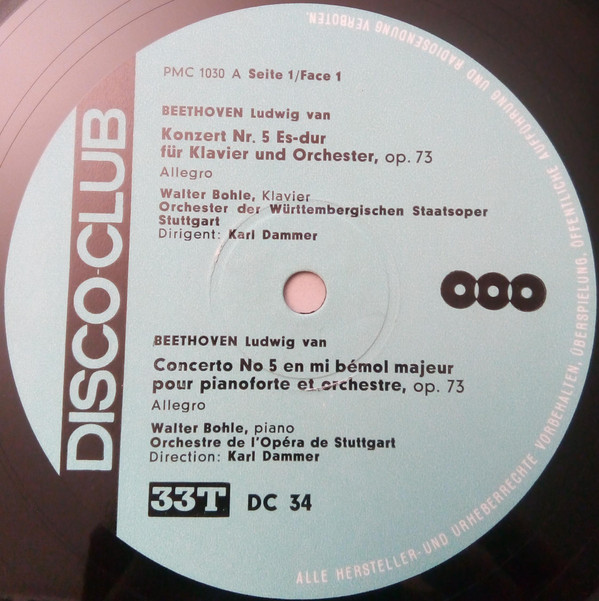 PMC 1030 A Seite 1/Face 1
BEETHOVEN Ludwig van
Konzert Nr. 5 Es-dur
für Klavier und Orchester, op. 73
Allegro
Walter Bohle, Klavier
Orchester der Württembergischen Staatsoper
Stuttgart
Dirigent: Karl Dammer
DISCO-CLUB
BEETHOVEN Ludwig van
Concerto No 5 en mi bémol majeur
pour pianoforte et orchestre, op. 73
Allegro
Walter Bohle, piano
Orchestre de l'Opéra de Stuttgart
Direction: Karl Dammer
33T DC 34
ALLE HERSTELLER- UND URHEBERRECHTE VORBEHALTEN. ÜBERSPIELUNG, ÖFFENTLICHE AUFFÜHRUNG UND RADIOSENDUNG VERBOTEN.